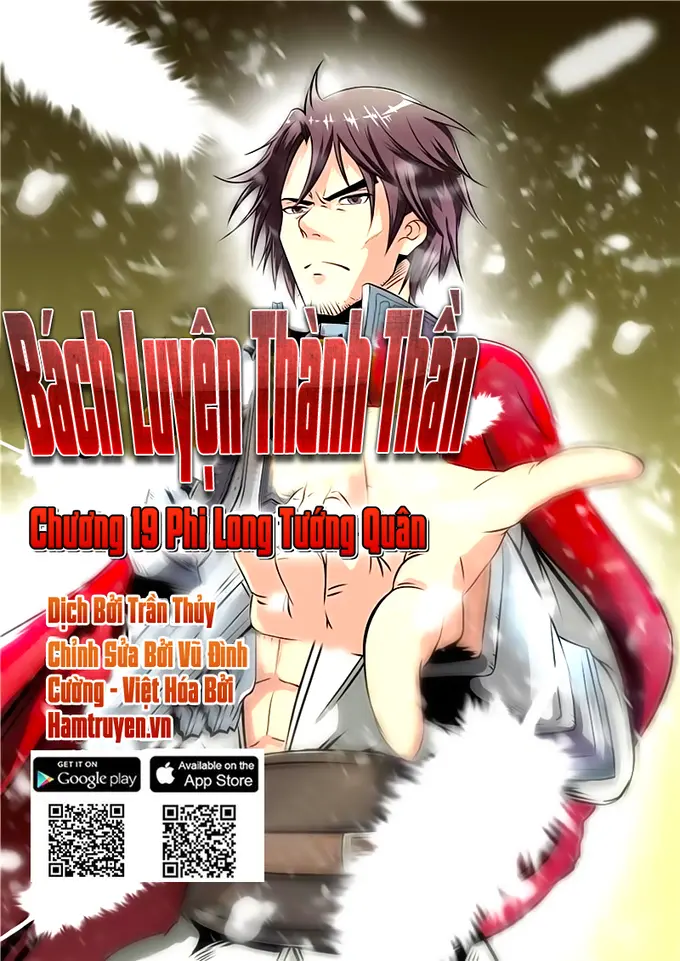 Bách Luyện Thành Thần
Chương 19 Phi Long Tướng Quân
Dịch Bởi Trần Thủy
Chỉnh Sửa Bởi Vũ Đình
Cường - Việt Hóa Bởi
Hamtruyen.vn
GET IT ON
Google play
Available on the
App Store